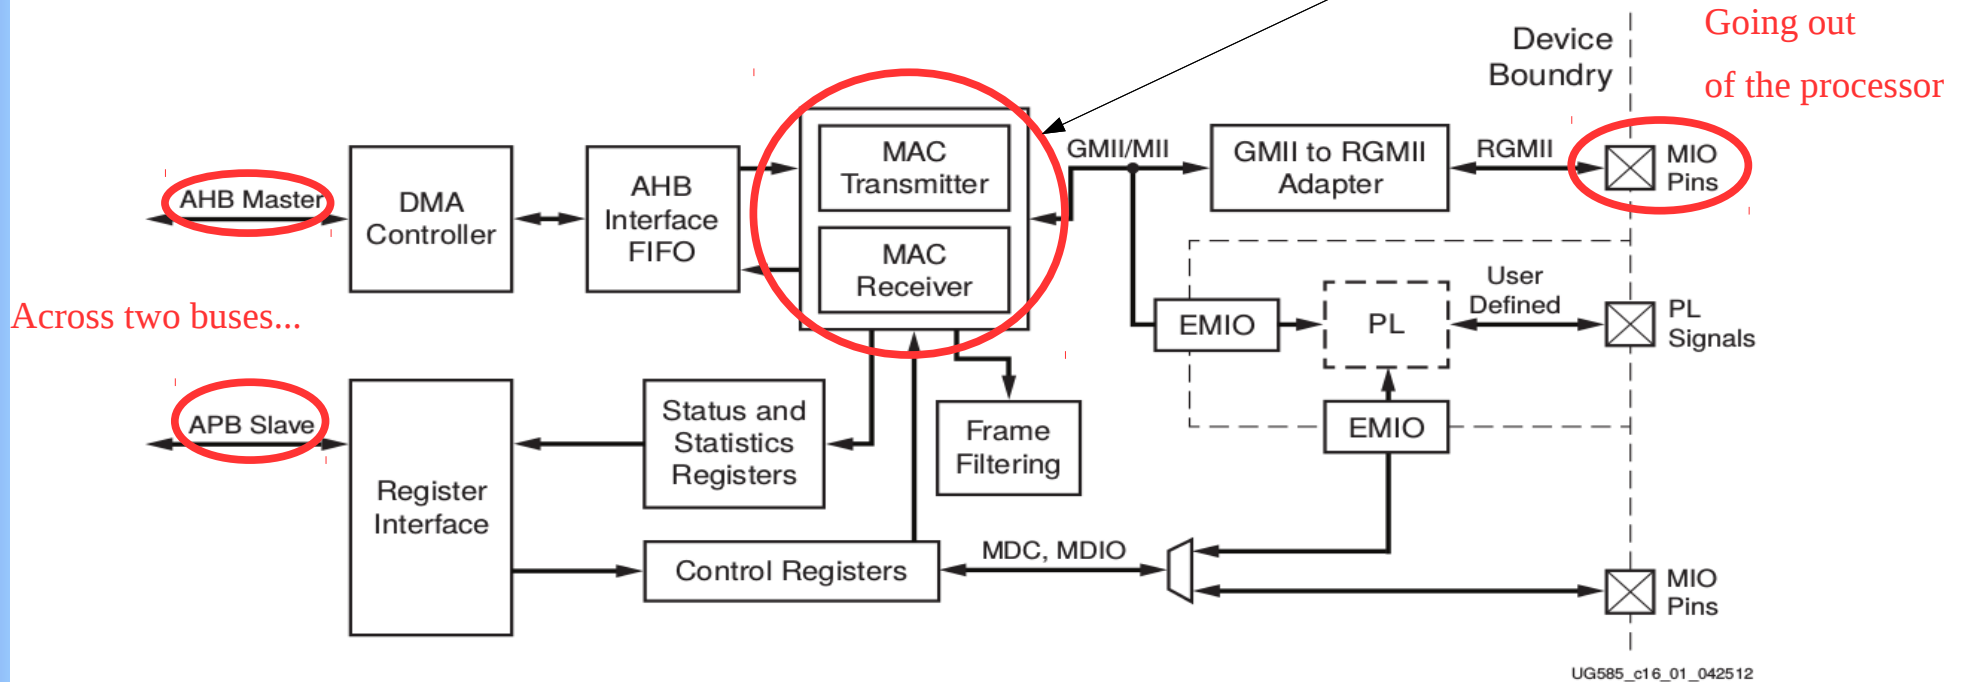 Going out
of the processor
Device
Boundry
AHB Master
DMA
Controller
AHB
Interface
FIFO
MAC
Transmitter
MAC
Receiver
GMII/MII
GMII to RGMII
Adapter
RGMII
MIO
Pins
Across two buses...
EMIO
PL
User
Defined
PL
Signals
APB Slave
Register
Interface
Status and
Statistics
Registers
Frame
Filtering
EMIO
Control Registers
MDC, MDIO
MIO
Pins
UG585_c16_01_042512